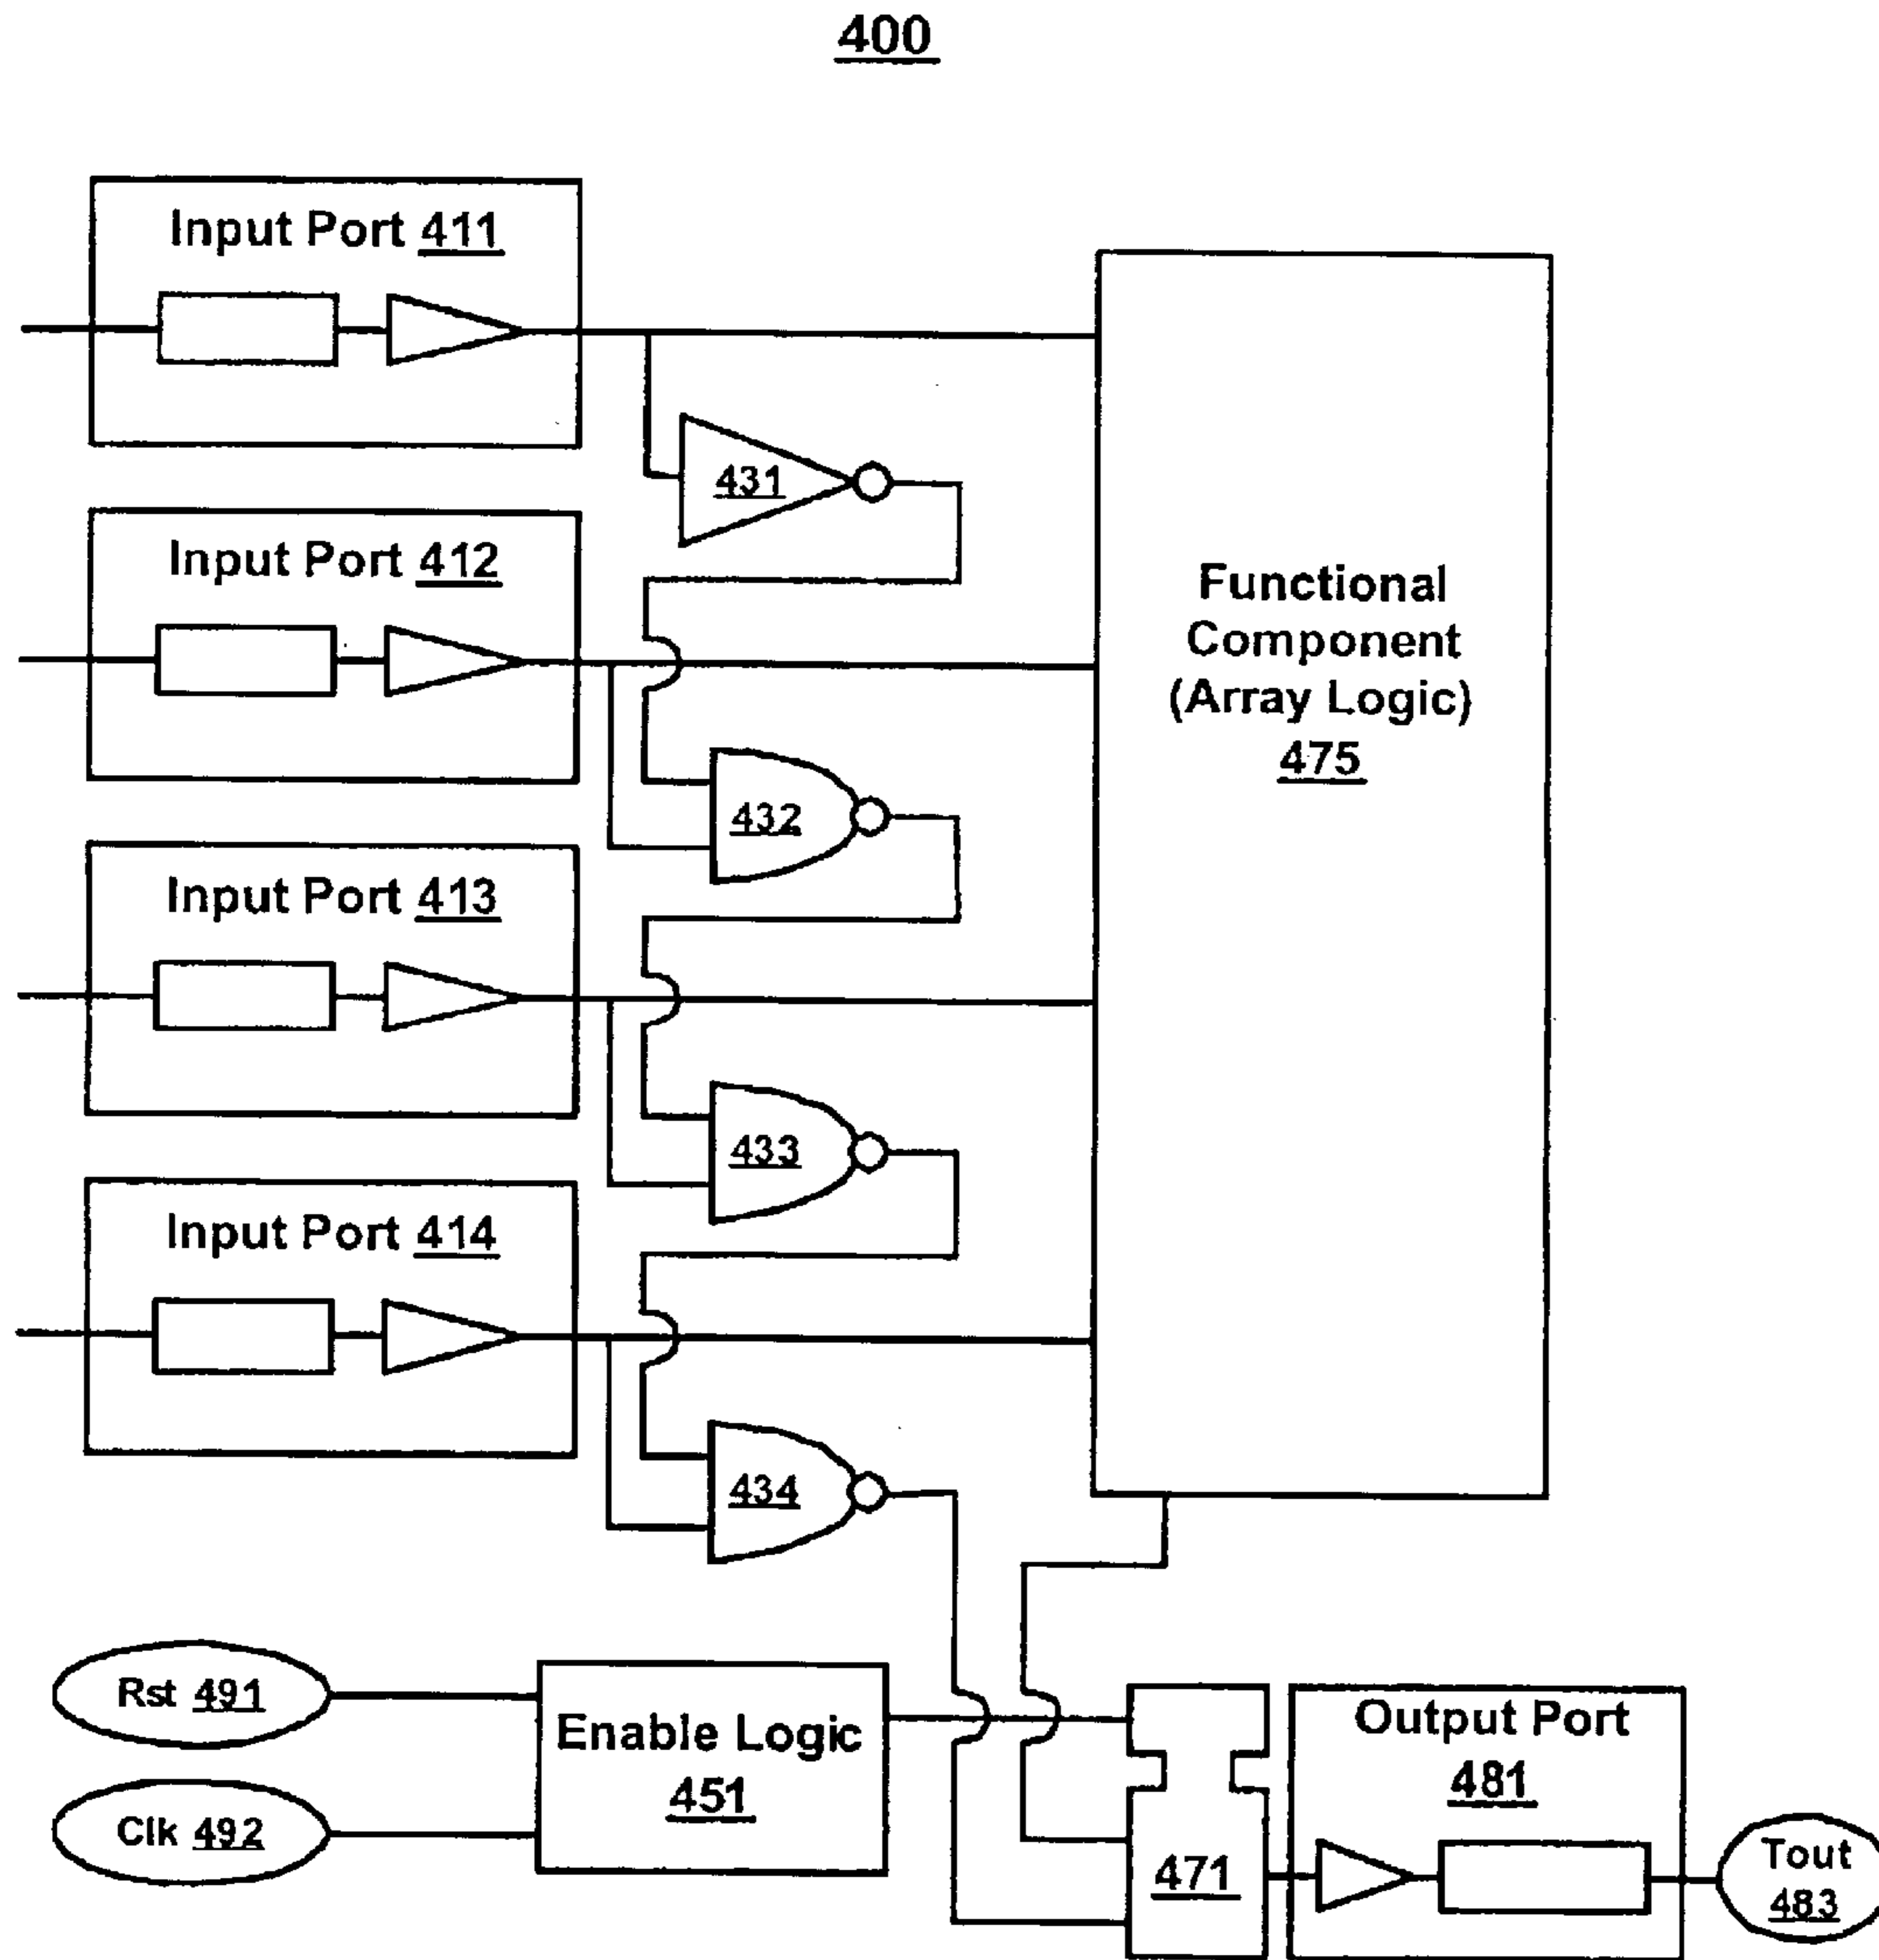 400
Input Port 411
431
Input Port 412
Functional
Component
(Array Logic)
475
432
Input Port 413
433
Input Port 414
434
Rst 491
Enable Logic
451
Clk 492
471
Output Port
481
Tout
483